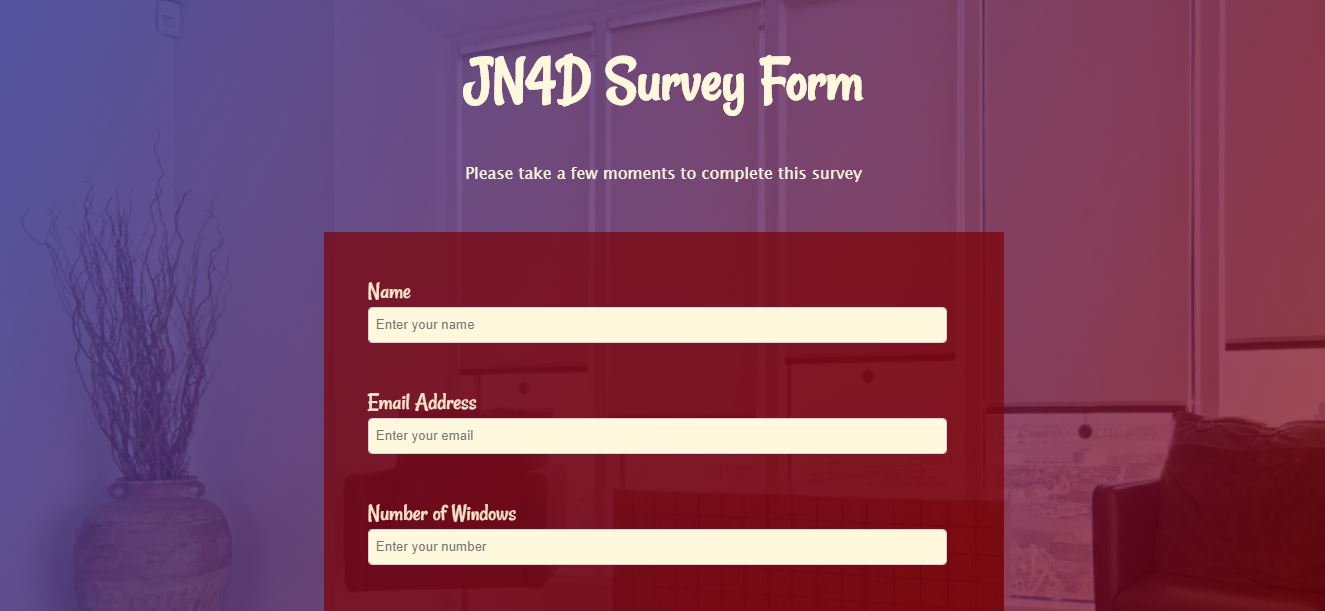 JN4D Survey Form
Please take a few moments to complete this survey
Name
Enter your name
Email Address
Enter your email
Number of Windows
Enter your number